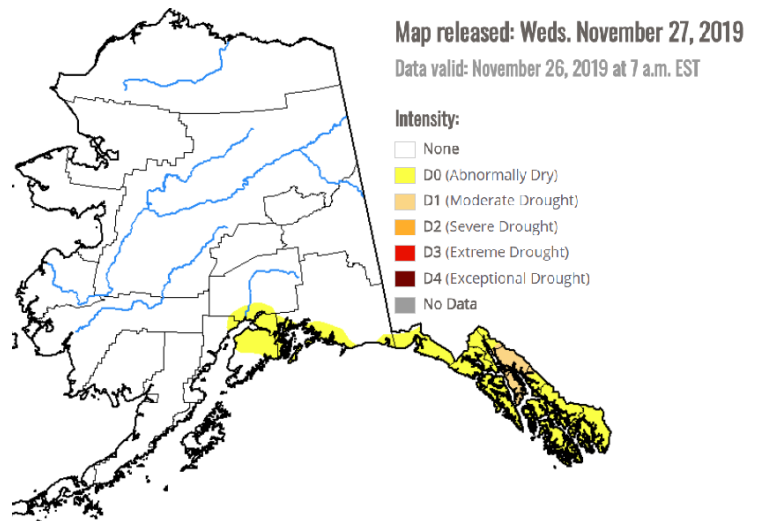 Map released: Weds. November 27, 2019
Data valid: November 26, 2019 at 7 a.m. EST
Intensity:
None
D0 (Abnormally Dry)
D1 (Moderate Drought)
D2 (Severe Drought)
D3 (Extreme Drought)
D4 (Exceptional Drought)
No Data